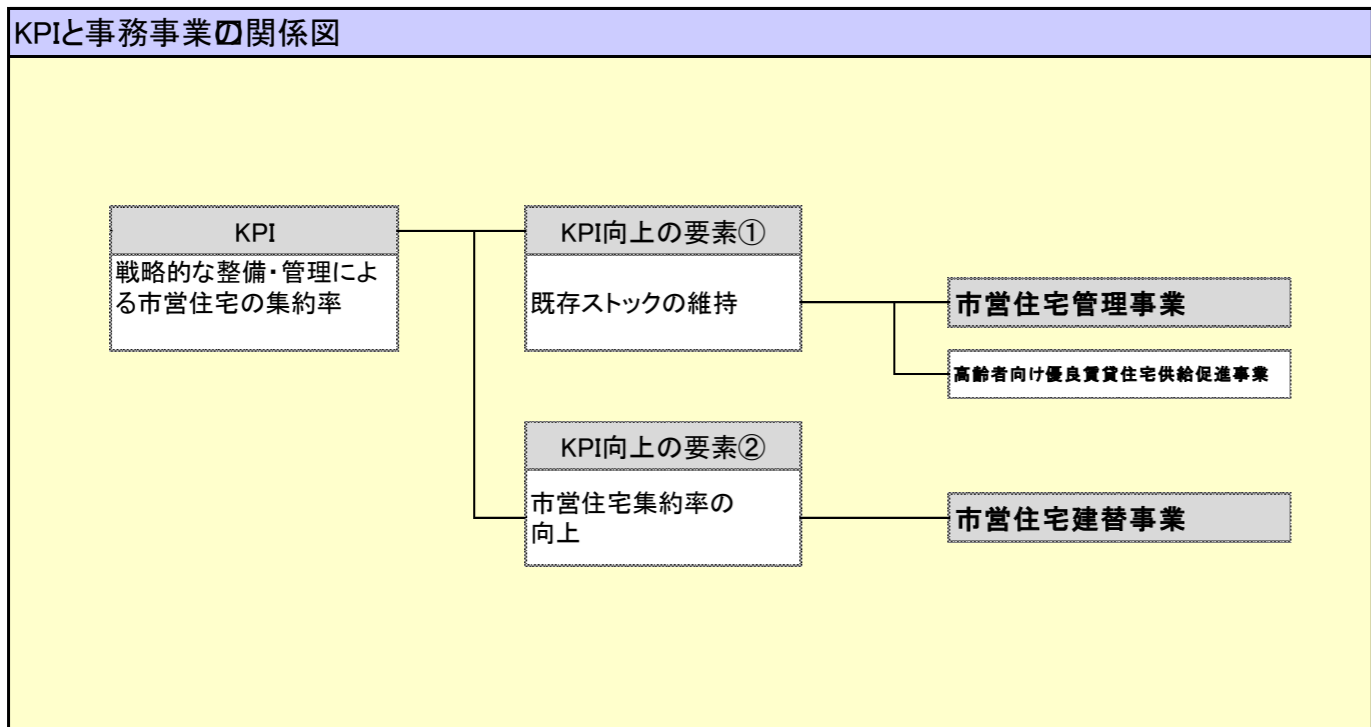 KPIと事務事業の関係図
KPI
戦略的な整備・管理によ
る市営住宅の集約率
KPI向上の要素①
既存ストックの維持
市営住宅管理事業
高齢者向け優良賃貸住宅供給促進事業
KPI向上の要素②
市営住宅集約率の
向上
市営住宅建替事業